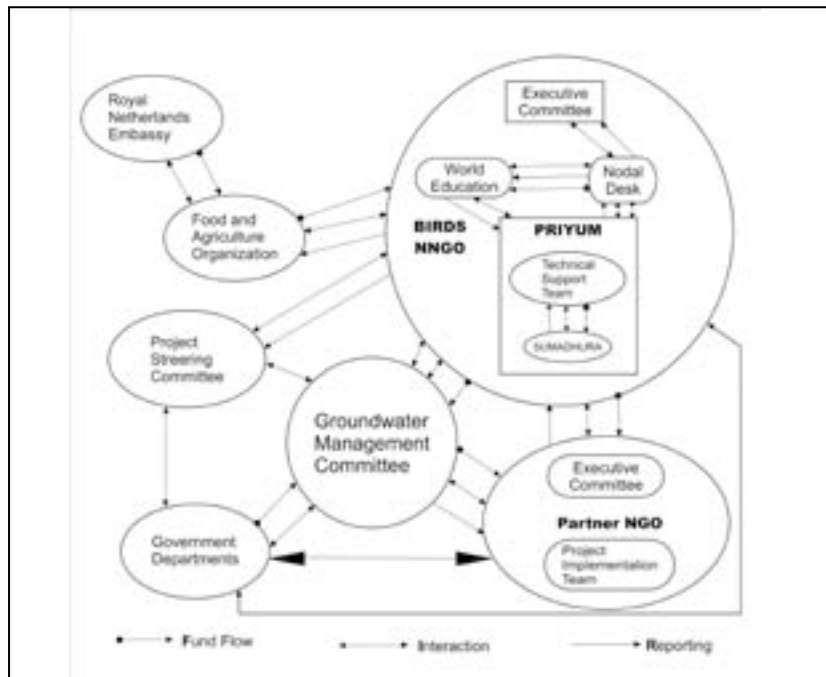 Royal
Netherlands
Embassy
Food and
Agriculture
Organization
Project
Streering
Committee
Government
Departments
Groundwater
Management
Committee
Executive
Committee
World
Education
Nodal
Desk
BIRDS
NNGO
PRIYUM
Technical
Support
Team
SUMADHURA
Executive
Committee
Partner NGO
Project
Implementation
Team
Fund Flow
Interaction
Reporting